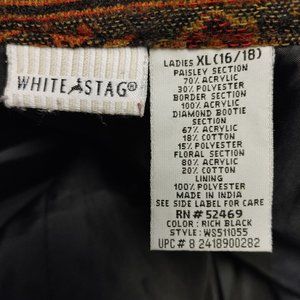 WHITE STAG®
LADIES XL (16/18)
PAISLEY SECTION
70% ACRYLIC
30% POLYESTER
BORDER SECTION
100% ACRYLIC
DIAMOND BOOTIE
SECTION
67% ACRYLIC
18% COTTON
15% POLYESTER
FLORAL SECTION
80% ACRYLIC
20% COTTON
LINING
100% POLYESTER
MADE IN INDIA
SEE SIDE LABEL FOR CARE
RN# 52469
COLOR: RICH BLACK
STYLE: WS511055
UPC# 8 2418900282